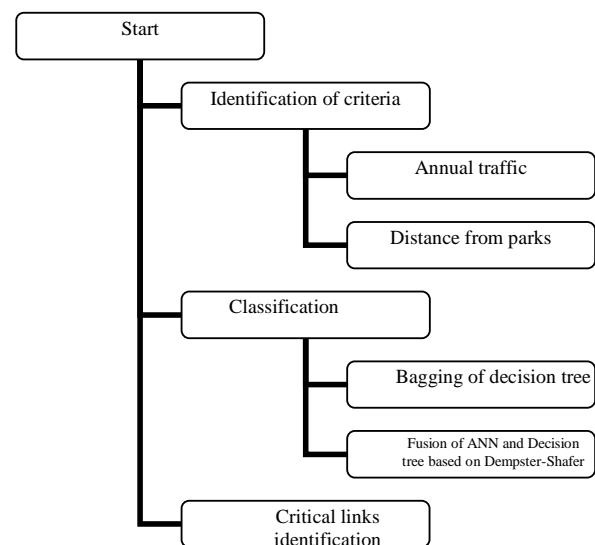 Start
Identification of criteria
Annual traffic
Distance from parks
Classification
Bagging of decision tree
Fusion of ANN and Decision
tree based on Dempster-Shafer
Critical links
identification